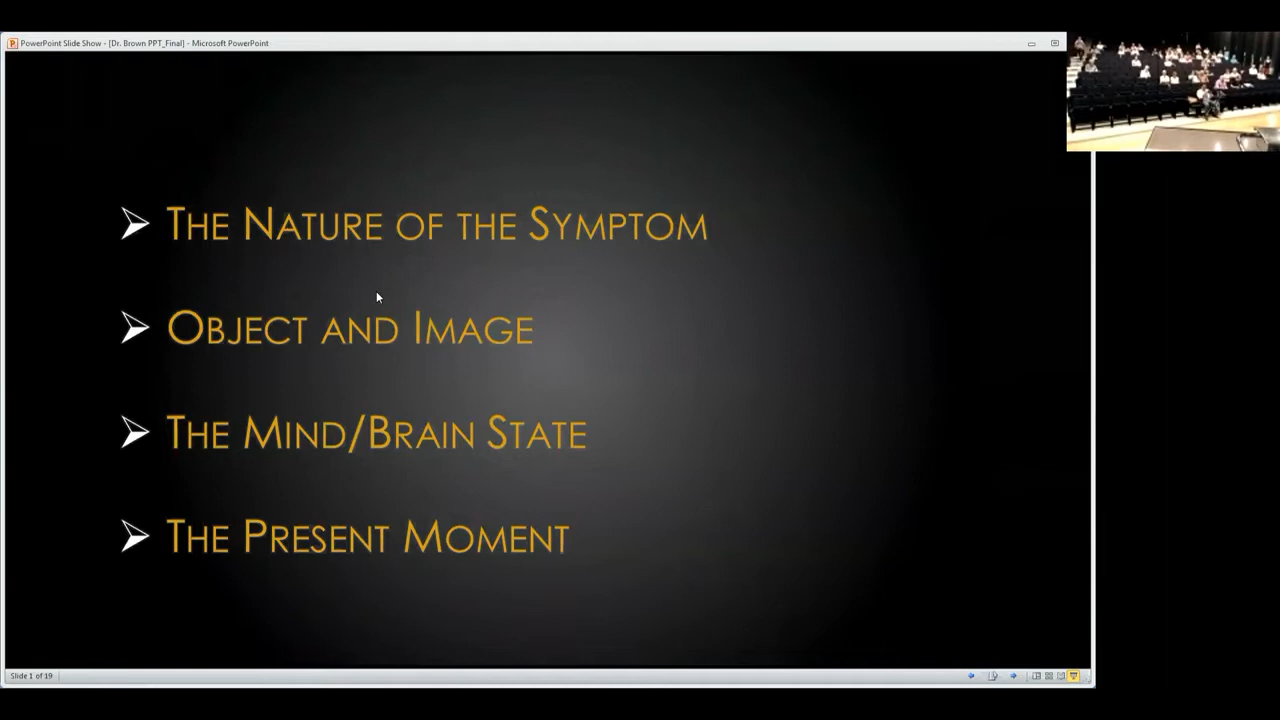 PowerPoint Slide Show - [Dr. Brown PPT_Final] - Microsoft PowerPoint
THE NATURE OF THE SYMPTOM
OBJECT AND IMAGE
THE MIND/BRAIN STATE
THE PRESENT MOMENT
Slide 1 of 19